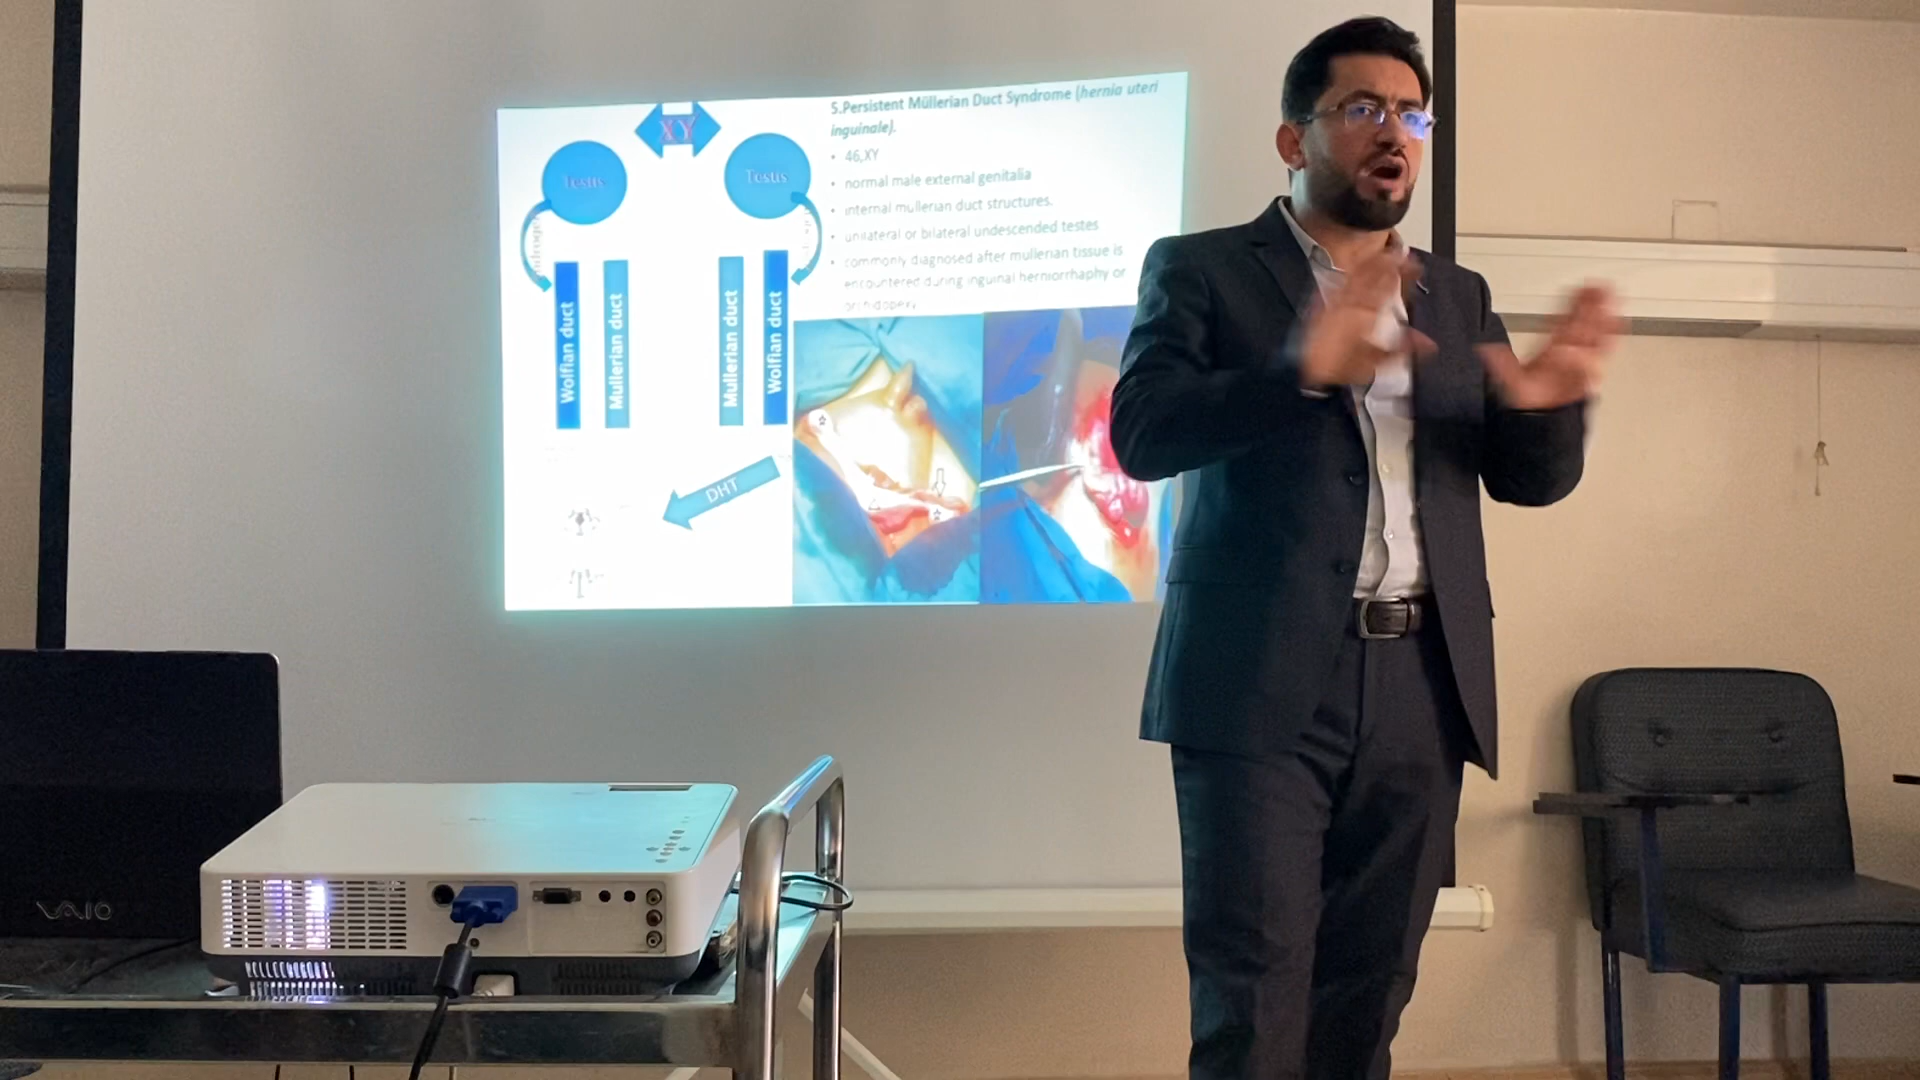 XY
Testis
Testis
Wolfian duct
Mullerian duct
Mullerian duct
Wolfian duct
DHT
5.Persistent Müllerian Duct Syndrome (hernia uteri
inguinale).
• 46,XY
• normal male external genitalia
• internal mullerian duct structures.
• unilateral or bilateral undescended testes
• commonly diagnosed after mullerian tissue is
encountered during inguinal herniorrhaphy or
orchidopexy.
VAIO